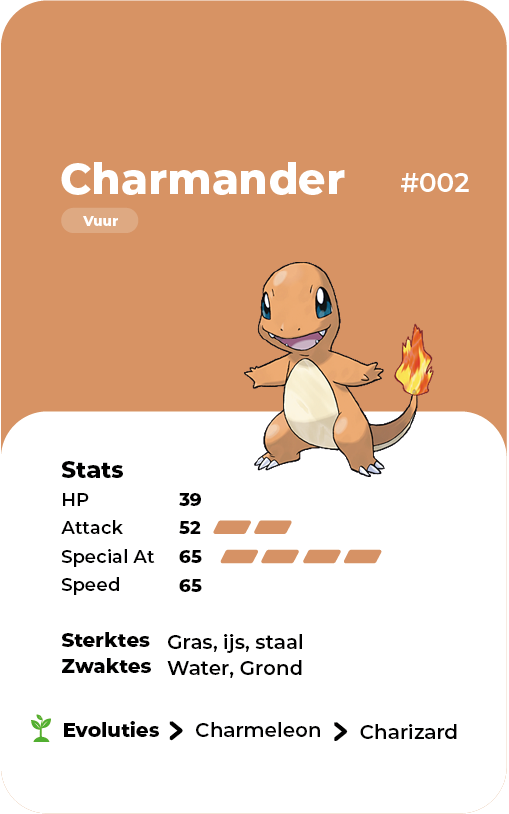 Charmander #002
Vuur
Stats
HP 39
Attack 52
Special At 65
Speed 65
Sterktes Gras, ijs, staal
Zwaktes Water, Grond
Evoluties > Charmeleon > Charizard